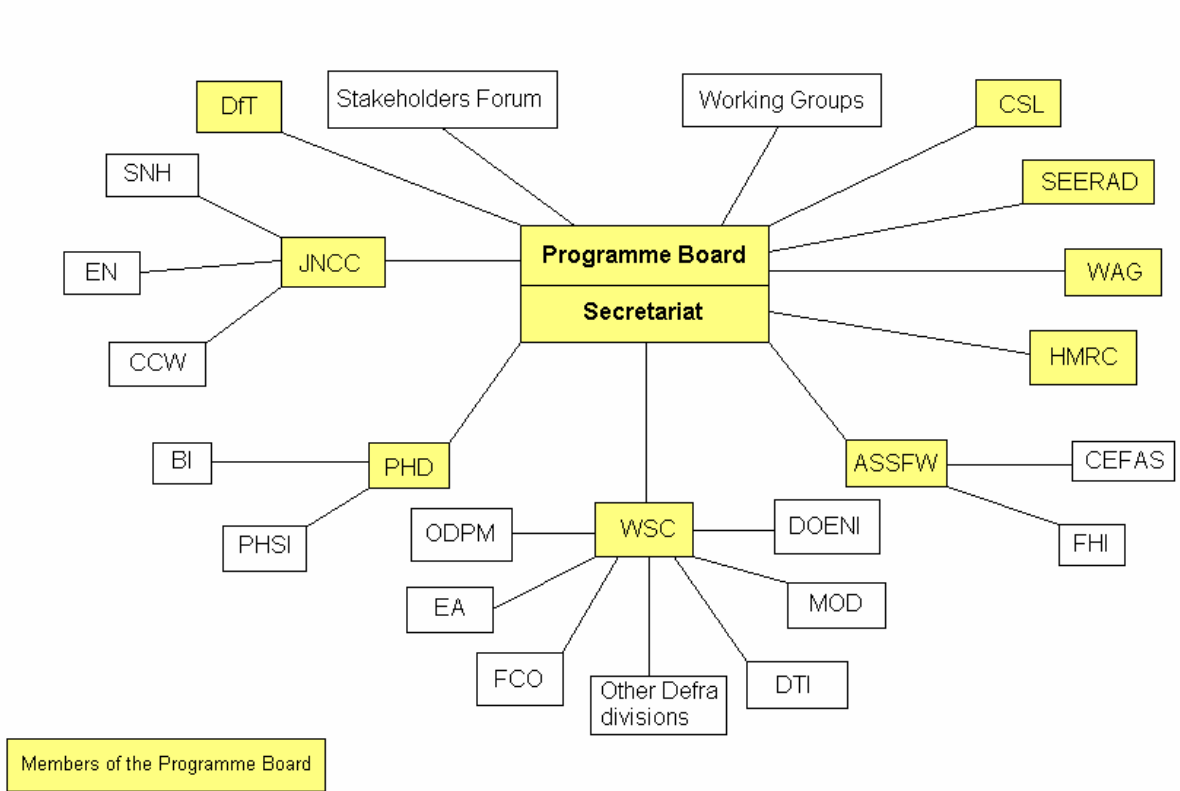 Stakeholders Forum
Working Groups
DfT
CSL
SNH
SEERAD
Programme Board
EN
JNCC
WAG
Secretariat
CCW
HMRC
BI
PHD
ASSFW
CEFAS
PHSI
ODPM
WSC
DOENI
FHI
EA
MOD
FCO
Other Defra
divisions
DTI
Members of the Programme Board